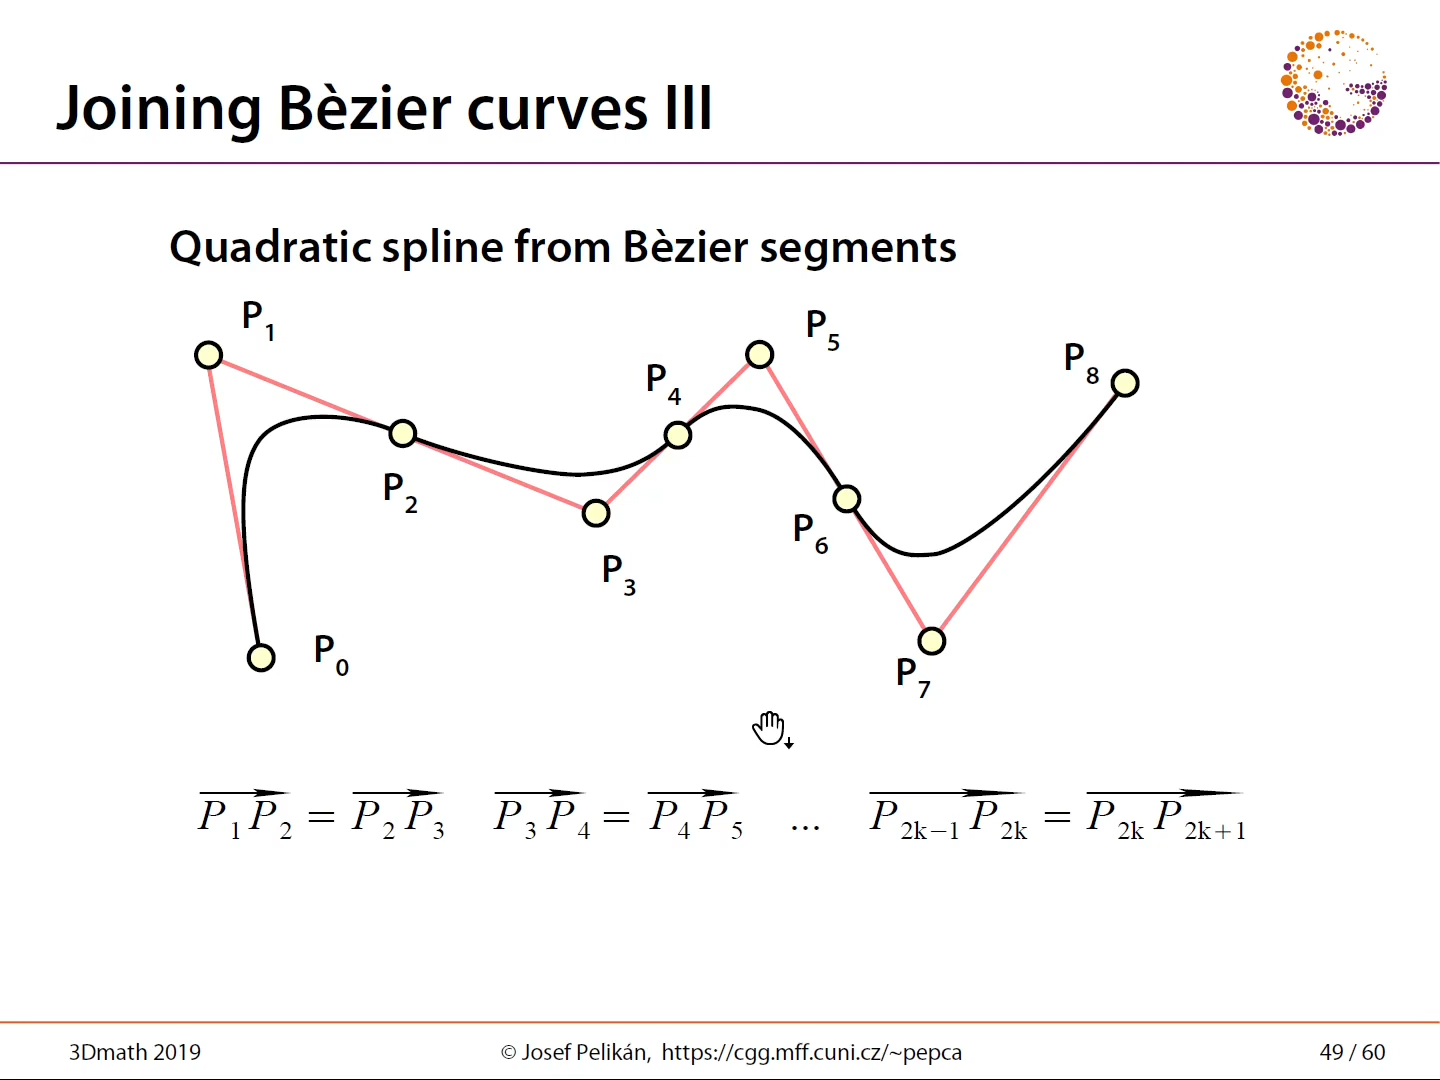 Joining Bèzier curves III
Quadratic spline from Bèzier segments
P1
P5
P8
P4
P2
P6
P3
P0
P7
P1P2 = P2P3 P3P4 = P4P5 ... P2k−1P2k = P2kP2k+1
3Dmath 2019 © Josef Pelikán, https://cgg.mff.cuni.cz/~pepca 49 / 60